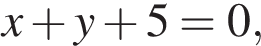 x + y + 5 = 0,